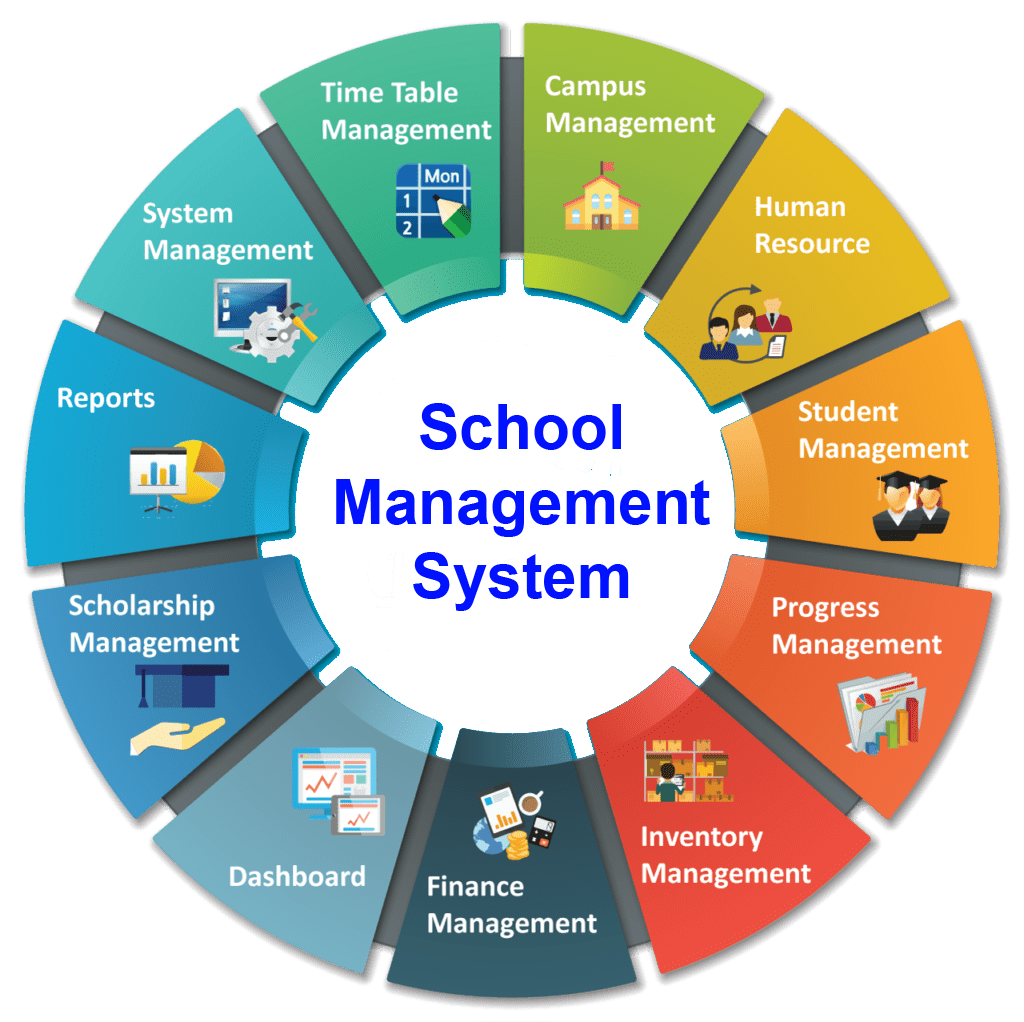 School
Management
System
Campus
Management
Human
Resource
Student
Management
Progress
Management
Inventory
Management
Finance
Management
Dashboard
Scholarship
Management
Reports
System
Management
Time Table
Management
Mon
1
2